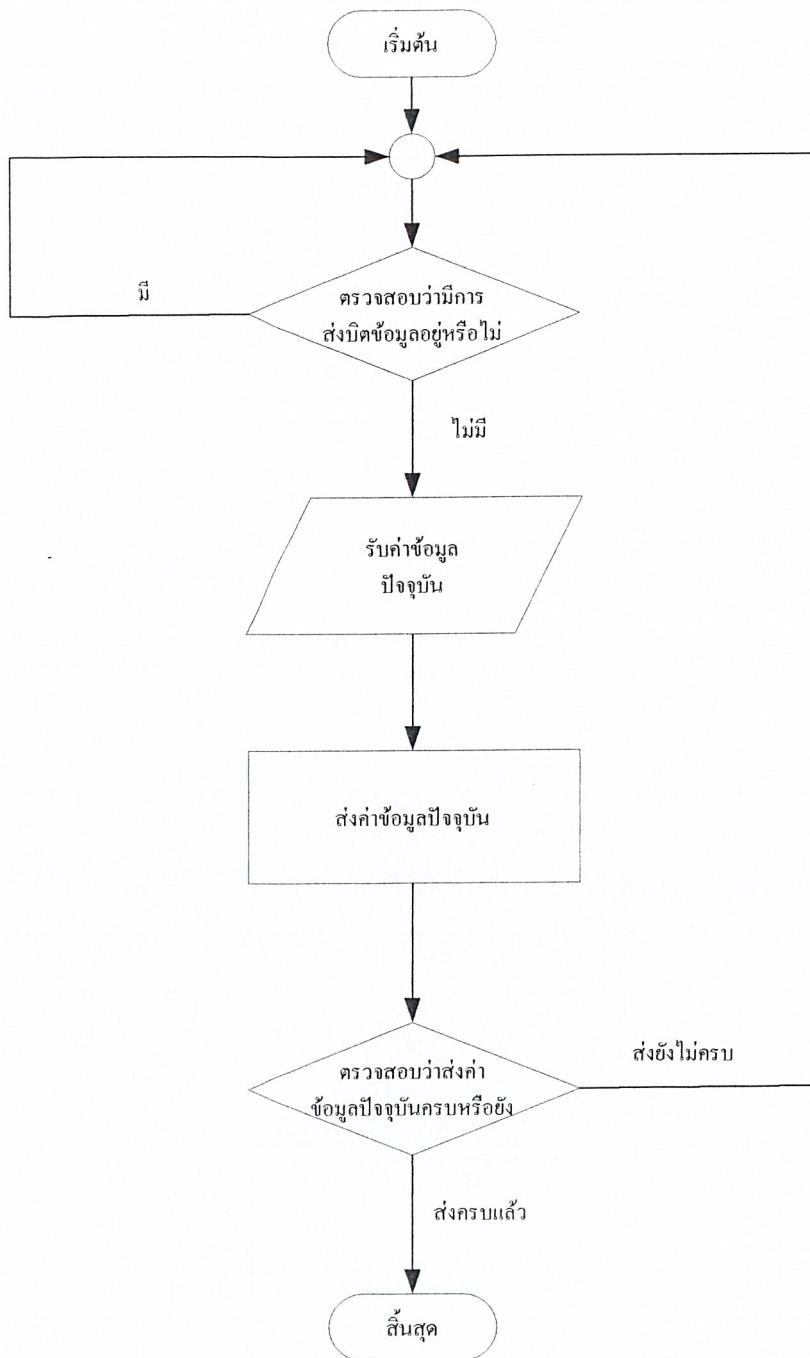 เริ่มต้น
ตรวจสอบว่ามีการ
ส่งบิตข้อมูลอยู่หรือไม่
มี
ไม่มี
รับค่าข้อมูล
ปัจจุบัน
ส่งค่าข้อมูลปัจจุบัน
ตรวจสอบว่าส่งค่า
ข้อมูลปัจจุบันครบหรือยัง
ส่งยังไม่ครบ
ส่งครบแล้ว
สิ้นสุด